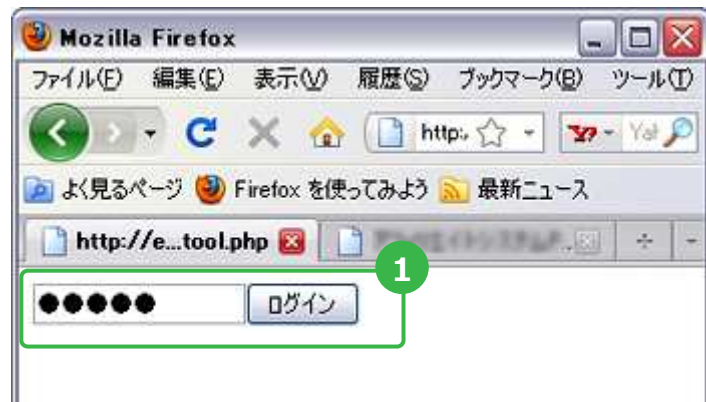 Mozilla Firefox
ファイル(F) 編集(E) 表示(V) 履歴(S) ブックマーク(B) ツール(T)
http: Ya!
よく見るページ Firefox を使ってみよう 最新ニュース
http://e...tool.php
1
●●●●● ログイン